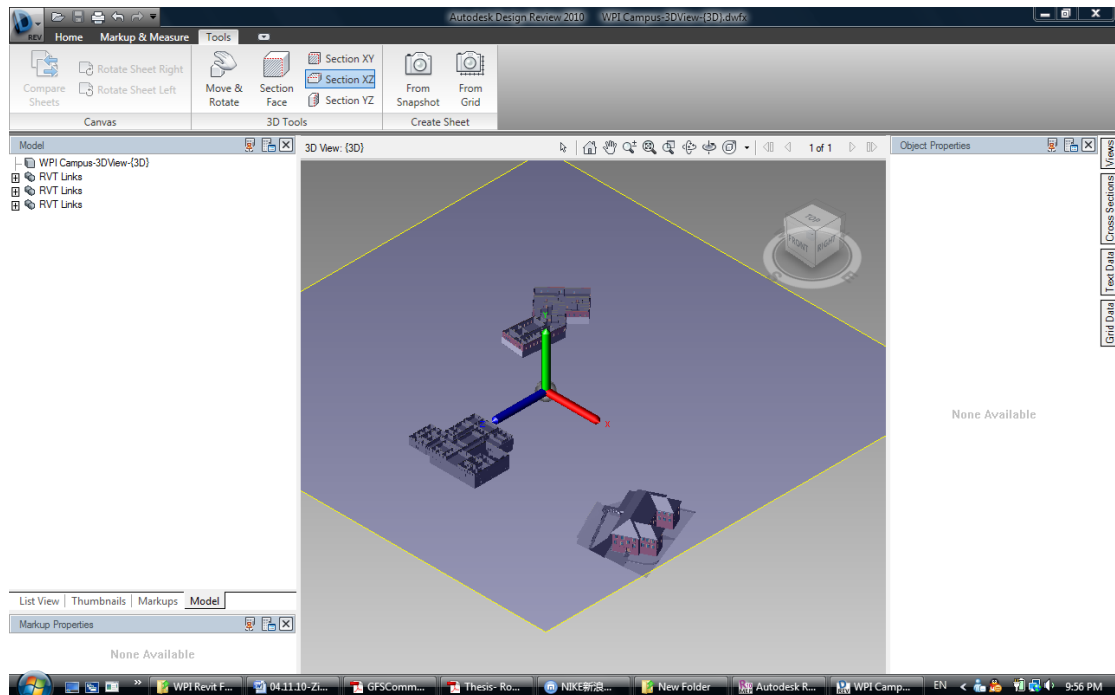 Autodesk Design Review 2010 WPI Campus-3DView-{3D}.dwfx
REV
Home Markup & Measure Tools
Compare Sheets
Rotate Sheet Right
Rotate Sheet Left
Canvas
Move & Rotate
Section Face
Section XY
Section XZ
Section YZ
3D Tools
From Snapshot
From Grid
Create Sheet
Model
WPI Campus-3DView-{3D}
RVT Links
RVT Links
RVT Links
3D View: {3D}
1 of 1
TOP
FRONT
RIGHT
S
E
X
Object Properties
None Available
Views
Cross Sections
Text Data
Grid Data
List View Thumbnails Markups Model
Markup Properties
None Available
» WPI Revit F... 04.11.10-Zi... GFSComm... Thesis- Ro... NIKE新浪... New Folder Autodesk R... WPI Camp... EN < 9:56 PM